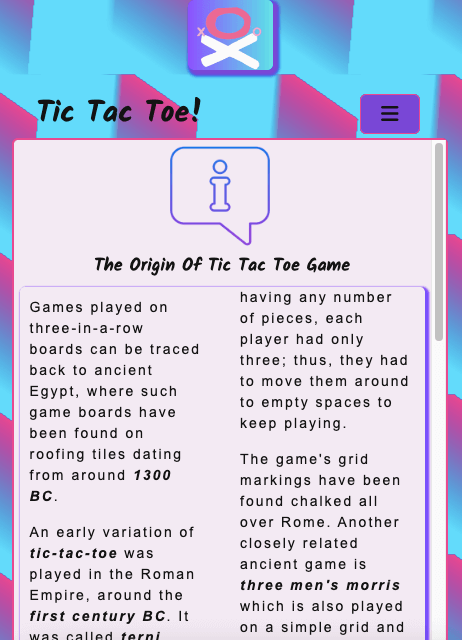 X O
Tic Tac Toe!
The Origin Of Tic Tac Toe Game
Games played on
three-in-a-row
boards can be traced
back to ancient
Egypt, where such
game boards have
been found on
roofing tiles dating
from around 1300
BC.
An early variation of
tic-tac-toe was
played in the Roman
Empire, around the
first century BC. It
was called terni
having any number
of pieces, each
player had only
three; thus, they had
to move them around
to empty spaces to
keep playing.
The game's grid
markings have been
found chalked all
over Rome. Another
closely related
ancient game is
three men's morris
which is also played
on a simple grid and